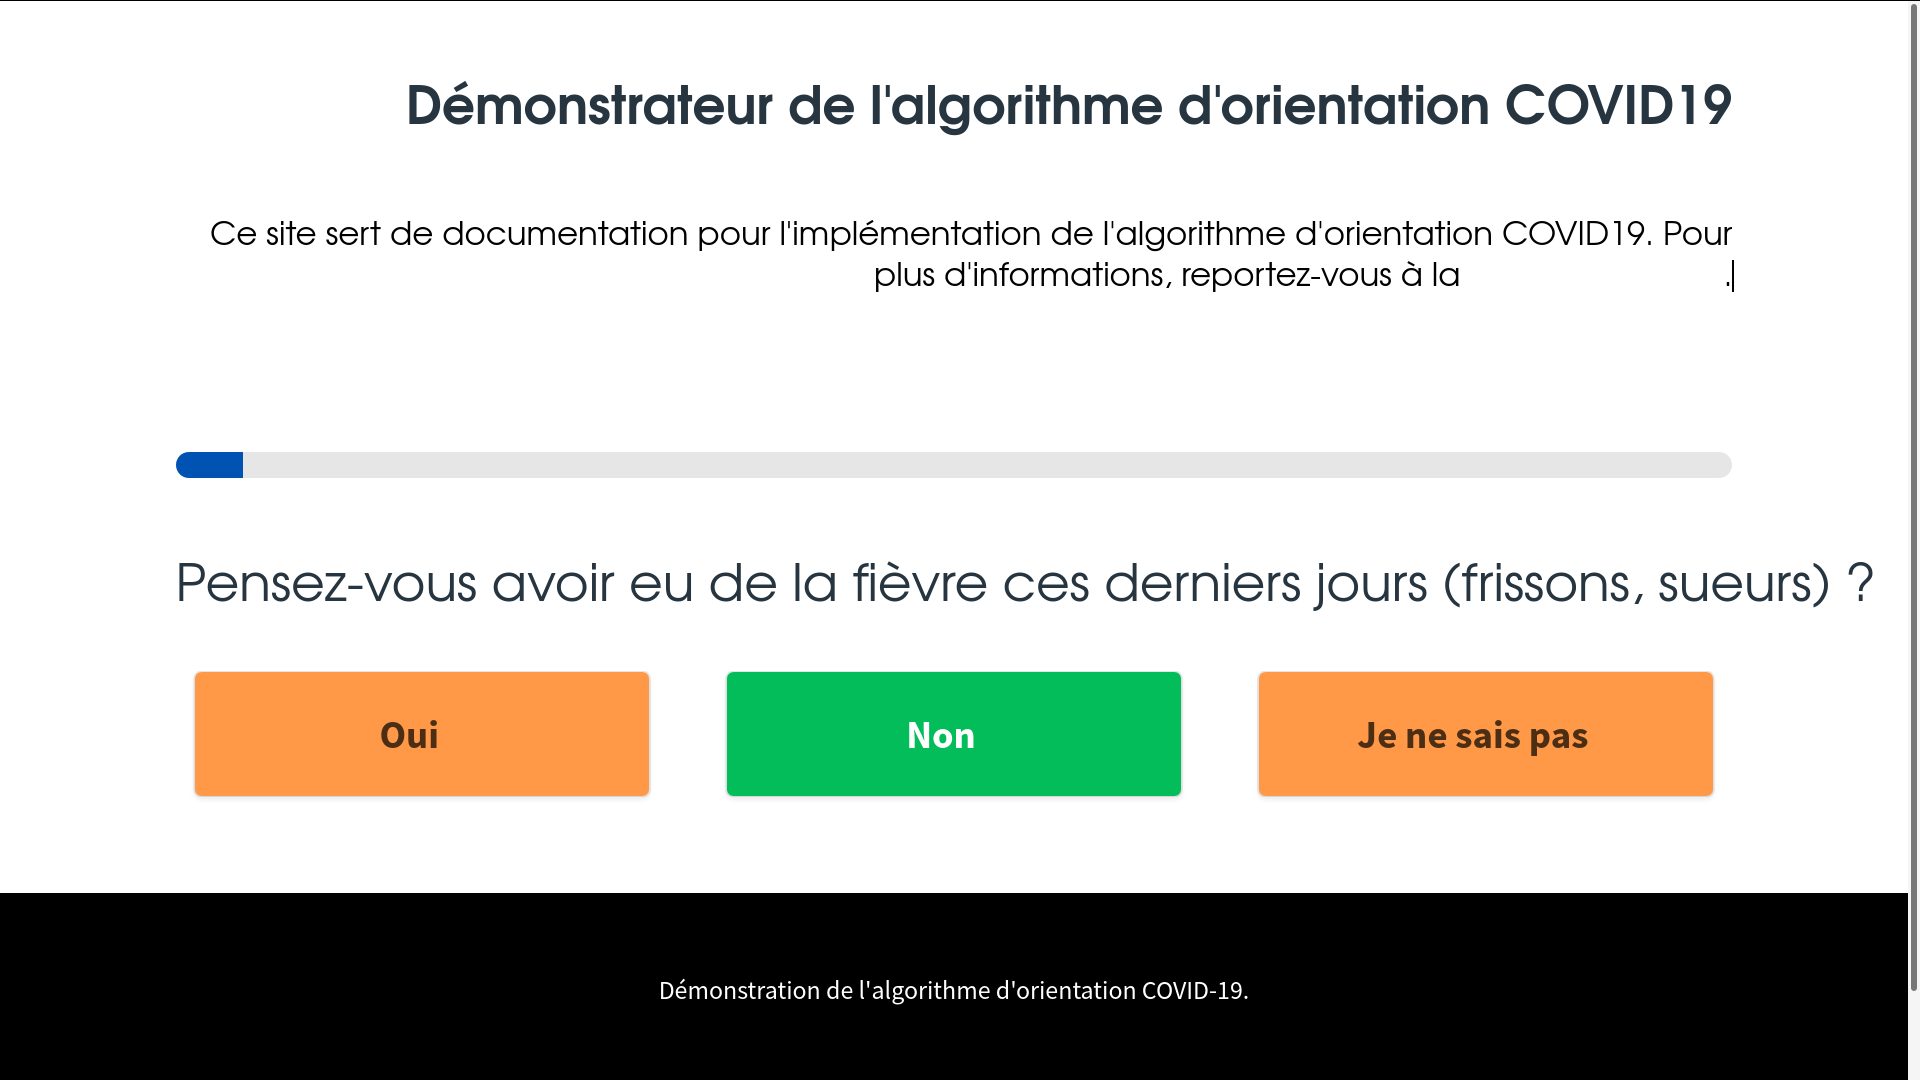 Démonstrateur de l'algorithme d'orientation COVID19
Ce site sert de documentation pour l'implémentation de l'algorithme d'orientation COVID19. Pour
plus d'informations, reportez-vous à la .
Pensez-vous avoir eu de la fièvre ces derniers jours (frissons, sueurs) ?
Oui
Non
Je ne sais pas
Démonstration de l'algorithme d'orientation COVID-19.